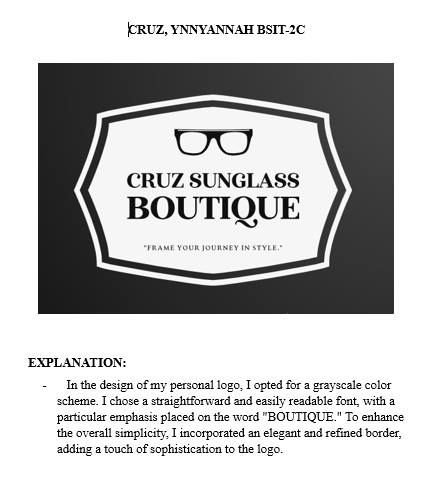 CRUZ, YNNYANNAH BSIT-2C
CRUZ SUNGLASS
BOUTIQUE
"FRAME YOUR JOURNEY IN STYLE."
EXPLANATION:
- In the design of my personal logo, I opted for a grayscale color
scheme. I chose a straightforward and easily readable font, with a
particular emphasis placed on the word "BOUTIQUE." To enhance
the overall simplicity, I incorporated an elegant and refined border,
adding a touch of sophistication to the logo.